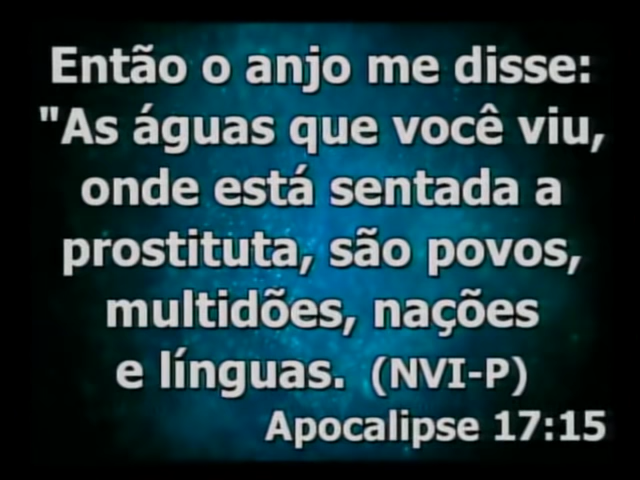 Então o anjo me disse:
"As águas que você viu,
onde está sentada a
prostituta, são povos,
multidões, nações
e línguas. (NVI-P)
Apocalipse 17:15